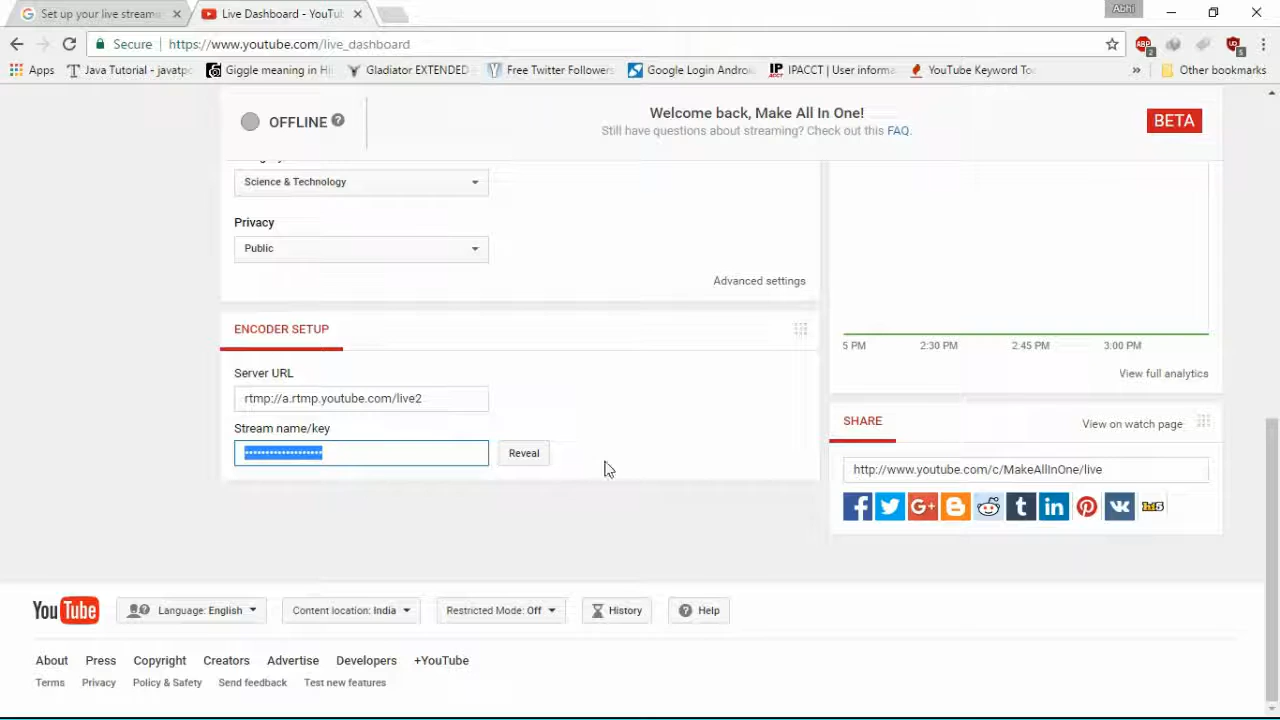 Set up your live stream
Live Dashboard - YouTu
Abhi
Secure
https://www.youtube.com/live_dashboard
Apps
Java Tutorial - javatpo
Giggle meaning in Hi
Gladiator EXTENDED
Free Twitter Followers
Google Login Andro
IPACCT | User informa
YouTube Keyword To
»
Other bookmarks
OFFLINE
Welcome back, Make All In One!
Still have questions about streaming? Check out this FAQ.
BETA
Science & Technology
Privacy
Public
Advanced settings
ENCODER SETUP
Server URL
rtmp://a.rtmp.youtube.com/live2
Stream name/key
Reveal
5 PM 2:30 PM 2:45 PM 3:00 PM
View full analytics
SHARE
View on watch page
http://www.youtube.com/c/MakeAllInOne/live
YouTube
Language: English
Content location: India
Restricted Mode: Off
History
Help
About Press Copyright Creators Advertise Developers +YouTube
Terms Privacy Policy & Safety Send feedback Test new features